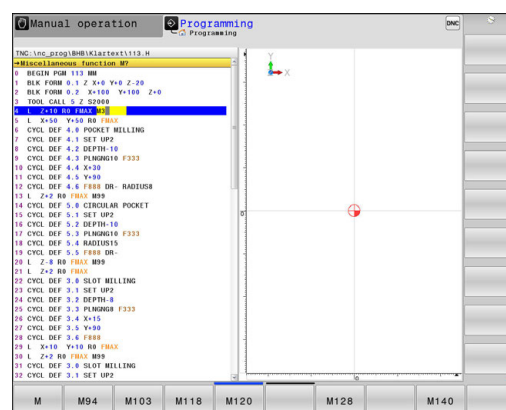 Manual operation
Programming
Programming
DNC
TNC:\nc_prog\BHB\Klartext\113.H
→Miscellaneous function M?
0 BEGIN PGM 113 MM
1 BLK FORM 0.1 Z X+0 Y+0 Z-20
2 BLK FORM 0.2 X+100 Y+100 Z+0
3 TOOL CALL 5 Z S2000
4 L Z+10 R0 FMAX M3
5 L X+50 Y+50 R0 FMAX
6 CYCL DEF 4.0 POCKET MILLING
7 CYCL DEF 4.1 SET UP2
8 CYCL DEF 4.2 DEPTH-10
9 CYCL DEF 4.3 PLNGNG10 F333
10 CYCL DEF 4.4 X+30
11 CYCL DEF 4.5 Y+90
12 CYCL DEF 4.6 F888 DR- RADIUS8
13 L Z+2 R0 FMAX M99
14 CYCL DEF 5.0 CIRCULAR POCKET
15 CYCL DEF 5.1 SET UP2
16 CYCL DEF 5.2 DEPTH-10
17 CYCL DEF 5.3 PLNGNG10 F333
18 CYCL DEF 5.4 RADIUS15
19 CYCL DEF 5.5 F888 DR-
20 L Z-8 R0 FMAX M99
21 L Z+2 R0 FMAX
22 CYCL DEF 3.0 SLOT MILLING
23 CYCL DEF 3.1 SET UP2
24 CYCL DEF 3.2 DEPTH-8
25 CYCL DEF 3.3 PLNGNG8 F333
26 CYCL DEF 3.4 X+15
27 CYCL DEF 3.5 Y+90
28 CYCL DEF 3.6 F888
29 L X+10 Y+10 R0 FMAX
30 L Z+2 R0 FMAX M99
31 CYCL DEF 3.0 SLOT MILLING
32 CYCL DEF 3.1 SET UP2
Y
X
0
0
M M94 M103 M118 M120 M128 M140